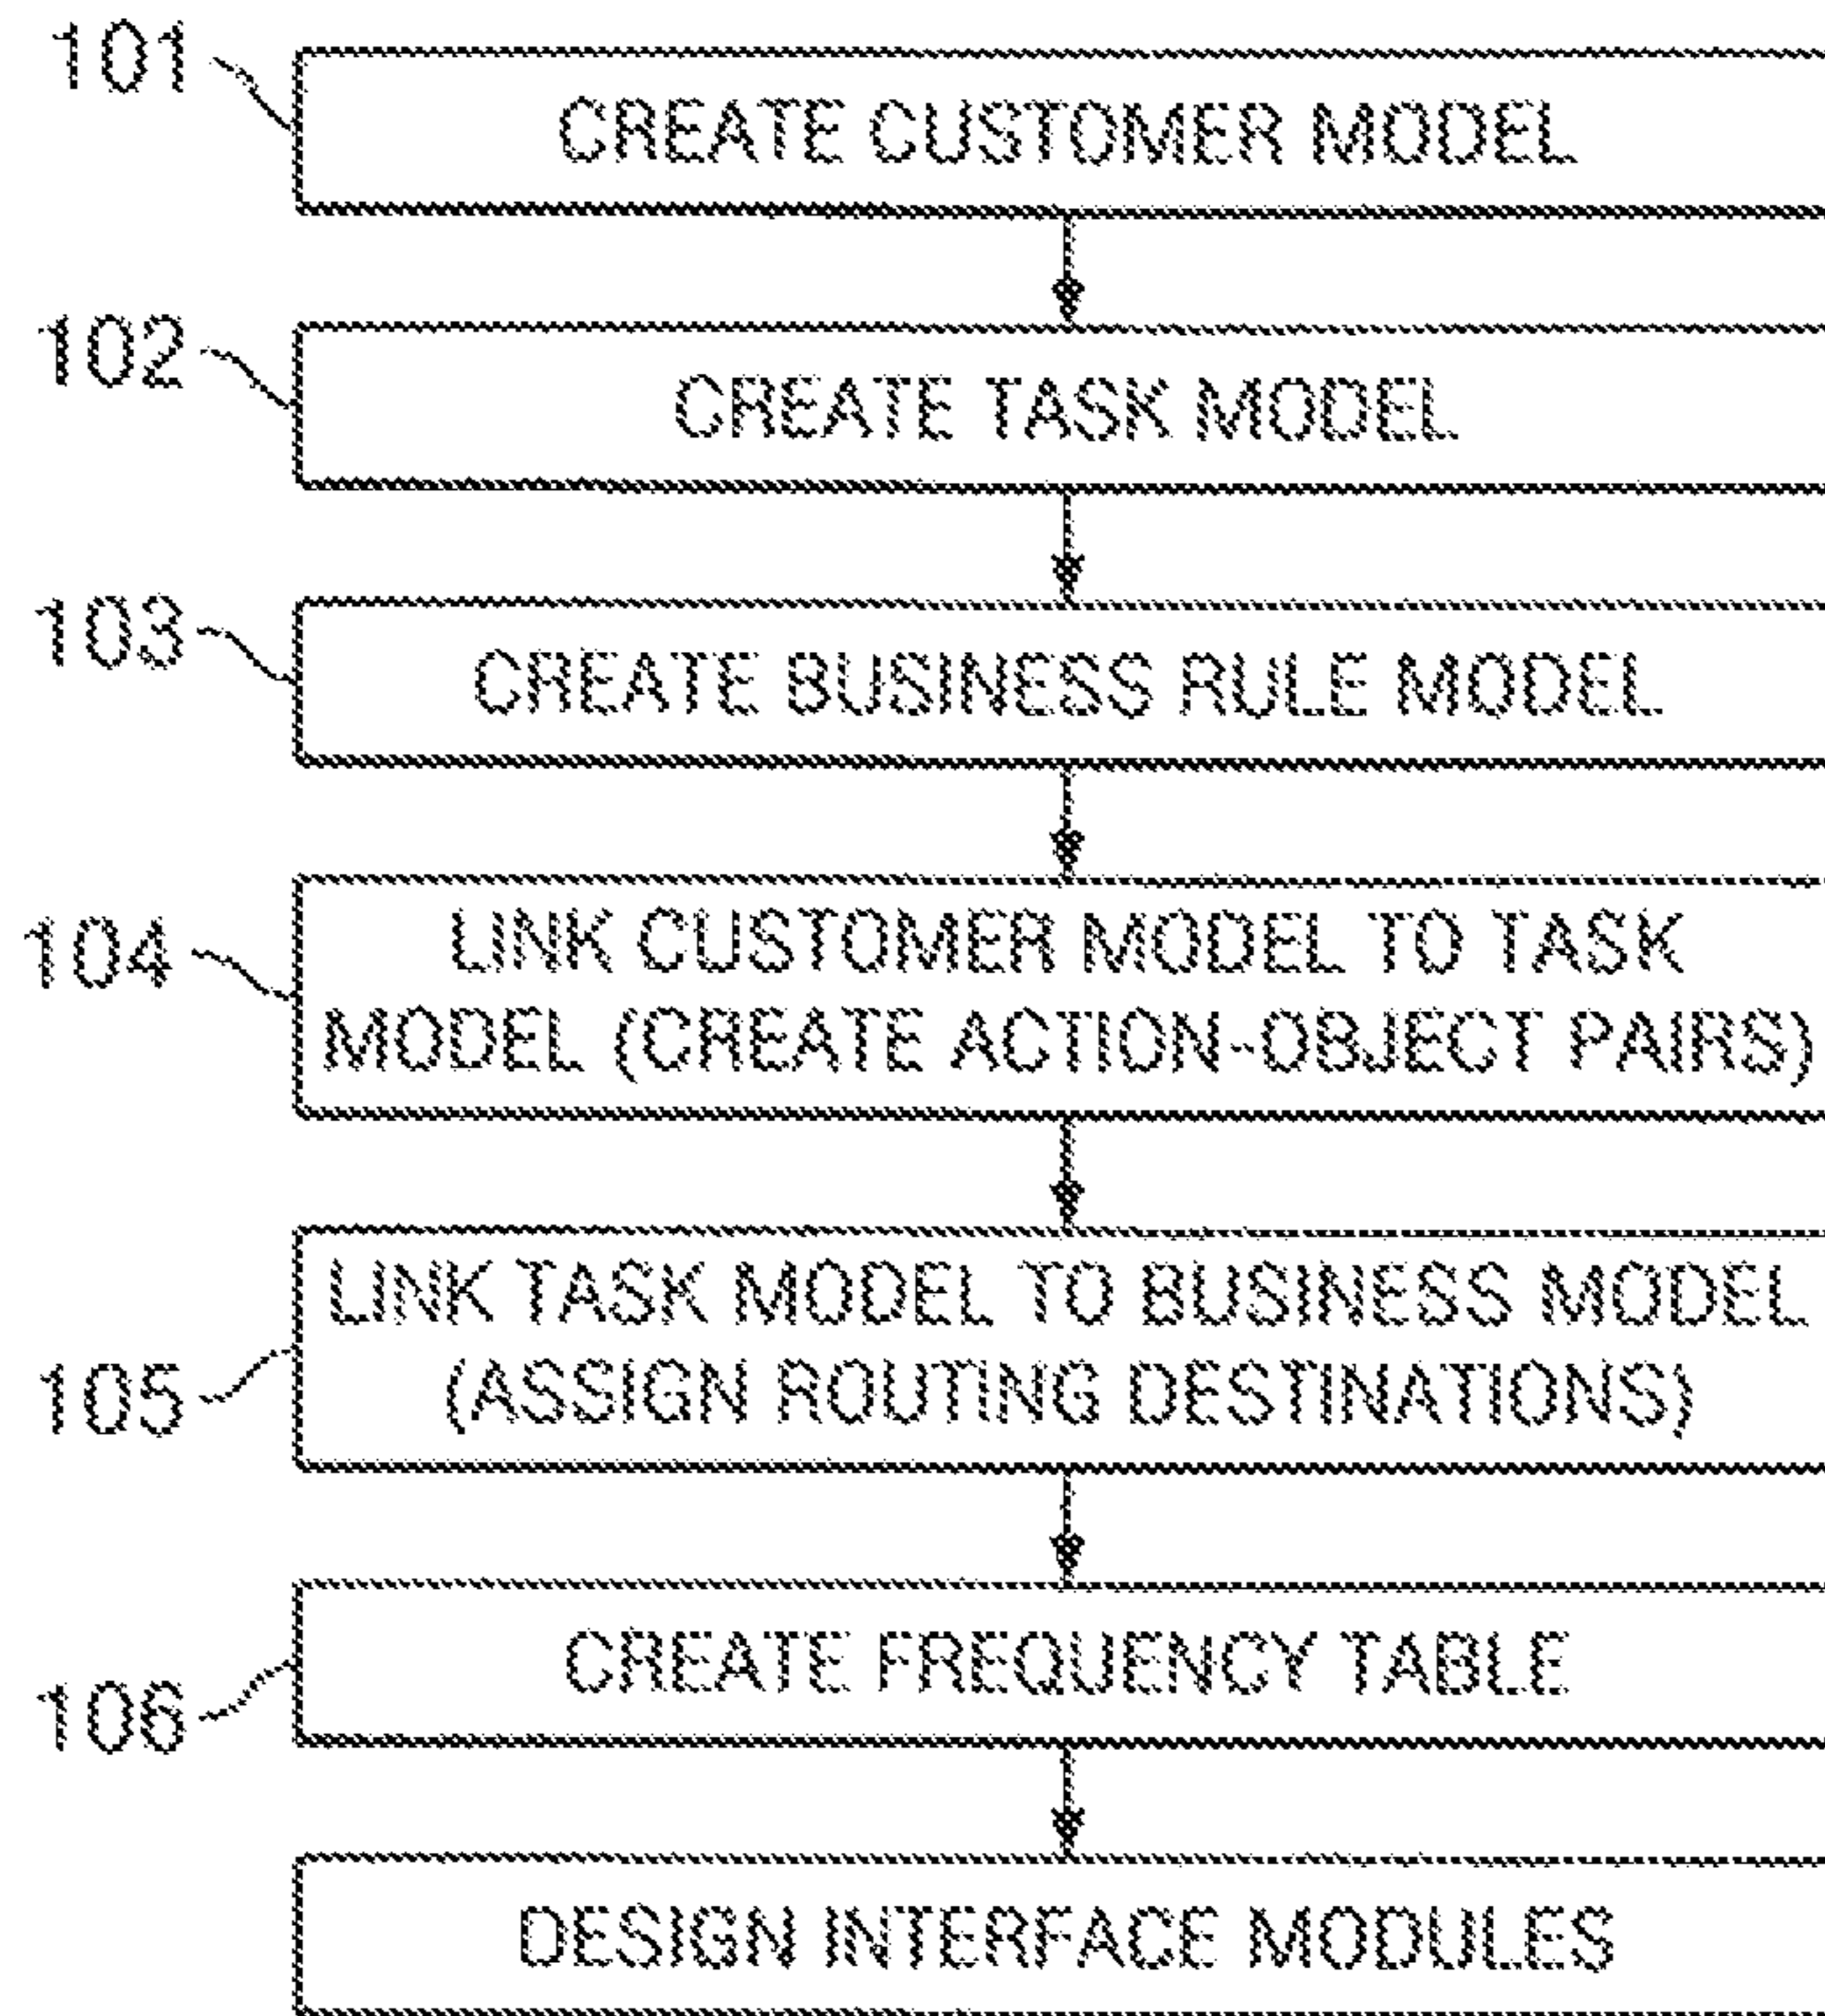 101
CREATE CUSTOMER MODEL
102
CREATE TASK MODEL
103
CREATE BUSINESS RULE MODEL
104
LINK CUSTOMER MODEL TO TASK
MODEL (CREATE ACTION-OBJECT PAIRS)
LINK TASK MODEL TO BUSINESS MODEL
105
(ASSIGN ROUTING DESTINATIONS)
CREATE FREQUENCY TABLE
106
DESIGN INTERFACE MODULES